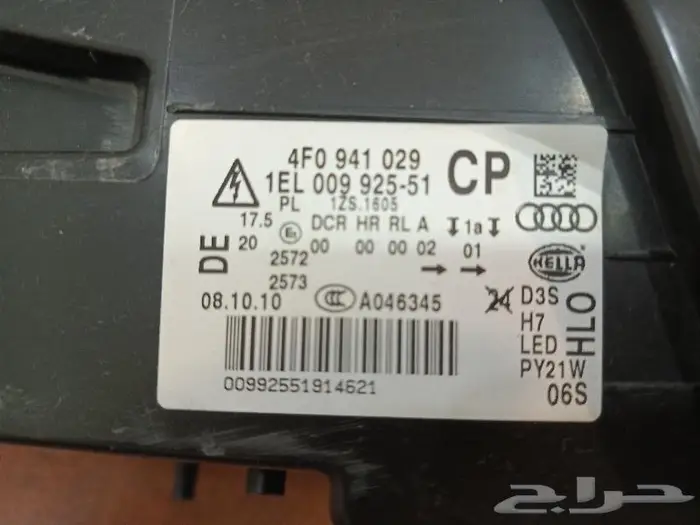 4F0 941 029 CP
1EL 009 925-51
PL 1ZS.1605
17.5 DCR HR RL A 1a
20 E1 00 00 00 02 01
DE
2572
2573
08.10.10 CCC A046345 24 D3S
HELLA
H7
LED
PY21W
HLO
06S
00992551914621
حراج